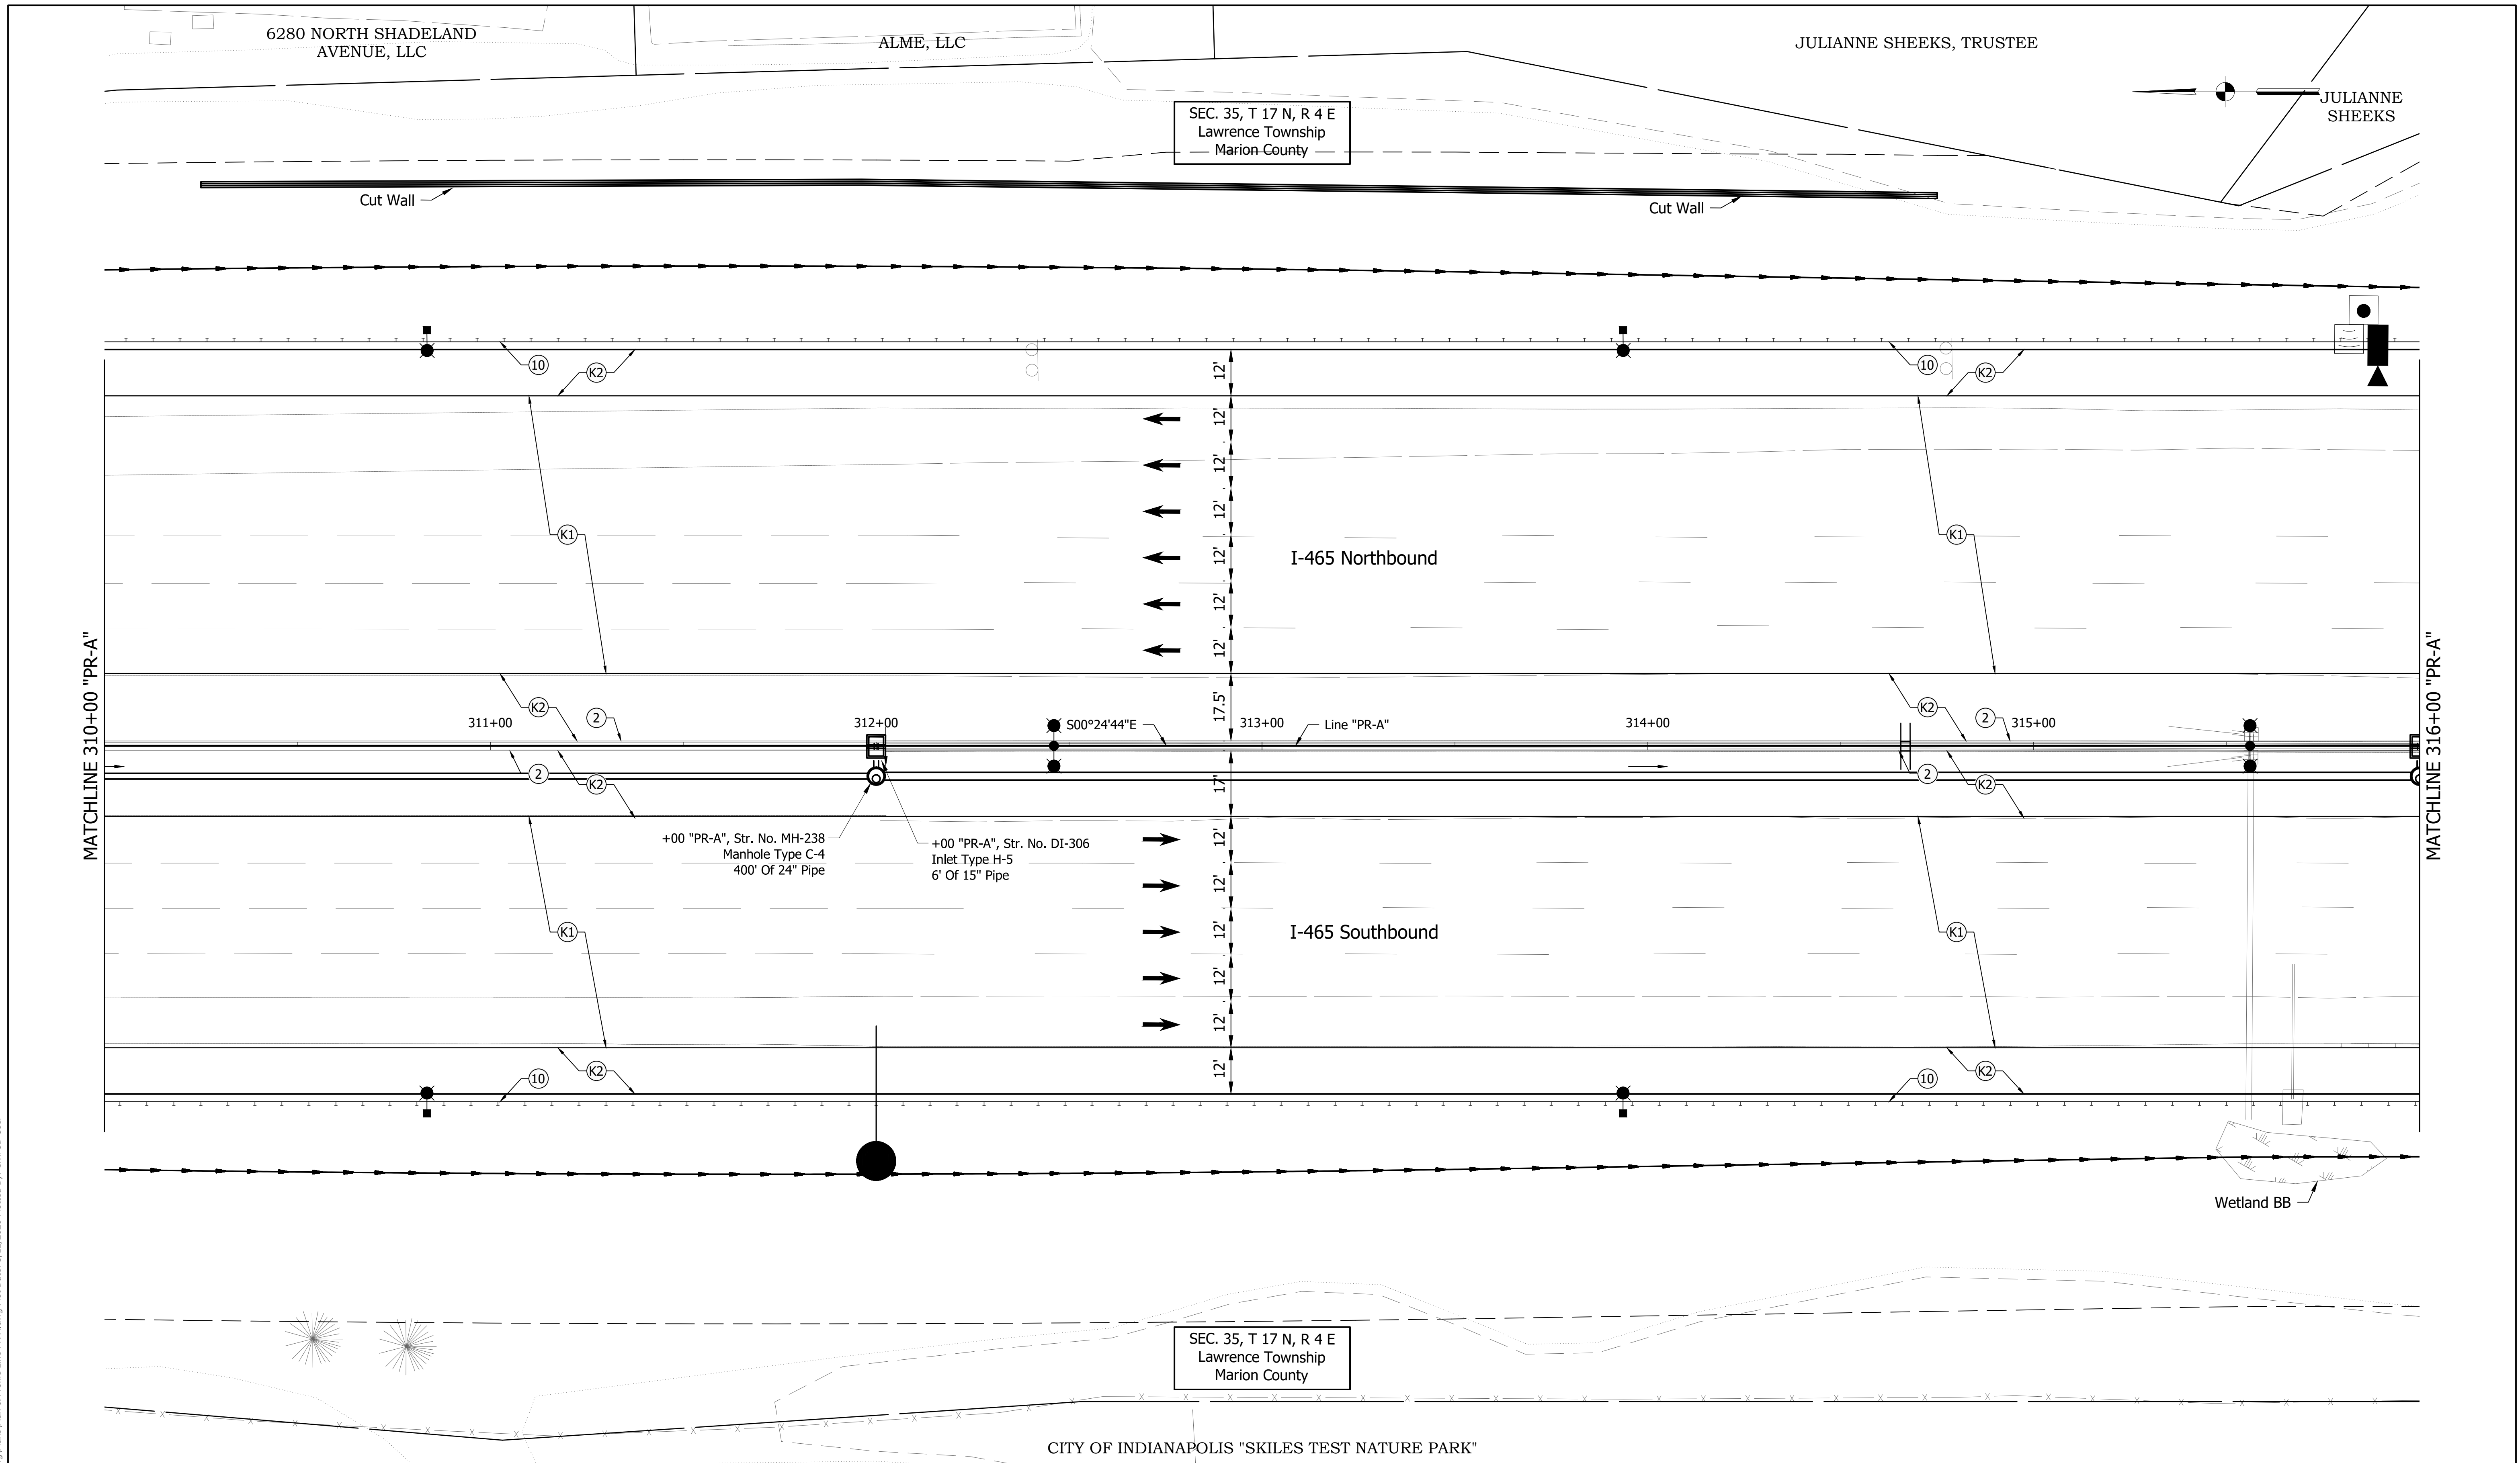 6280 NORTH SHADELAND
AVENUE, LLC
ALME, LLC
JULIANNE SHEEKS, TRUSTEE
JULIANNE
SHEEKS
SEC. 35, T 17 N, R 4 E
Lawrence Township
Marion County
Cut Wall
Cut Wall
10
K2
12'
10
K2
12'
12'
12'
K1
12'
I-465 Northbound
K1
12'
12'
MATCHLINE 310+00 "PR-A"
MATCHLINE 316+00 "PR-A"
K2
2
17.5'
K2
2
311+00
312+00
S00°24'44"E
313+00
Line "PR-A"
314+00
315+00
2
K2
17'
2
K2
+00 "PR-A", Str. No. MH-238
Manhole Type C-4
400' Of 24" Pipe
+00 "PR-A", Str. No. DI-306
Inlet Type H-5
6' Of 15" Pipe
12'
12'
K1
12'
I-465 Southbound
K1
12'
12'
10
K2
12'
10
K2
Wetland BB
SEC. 35, T 17 N, R 4 E
Lawrence Township
Marion County
CITY OF INDIANAPOLIS "SKILES TEST NATURE PARK"